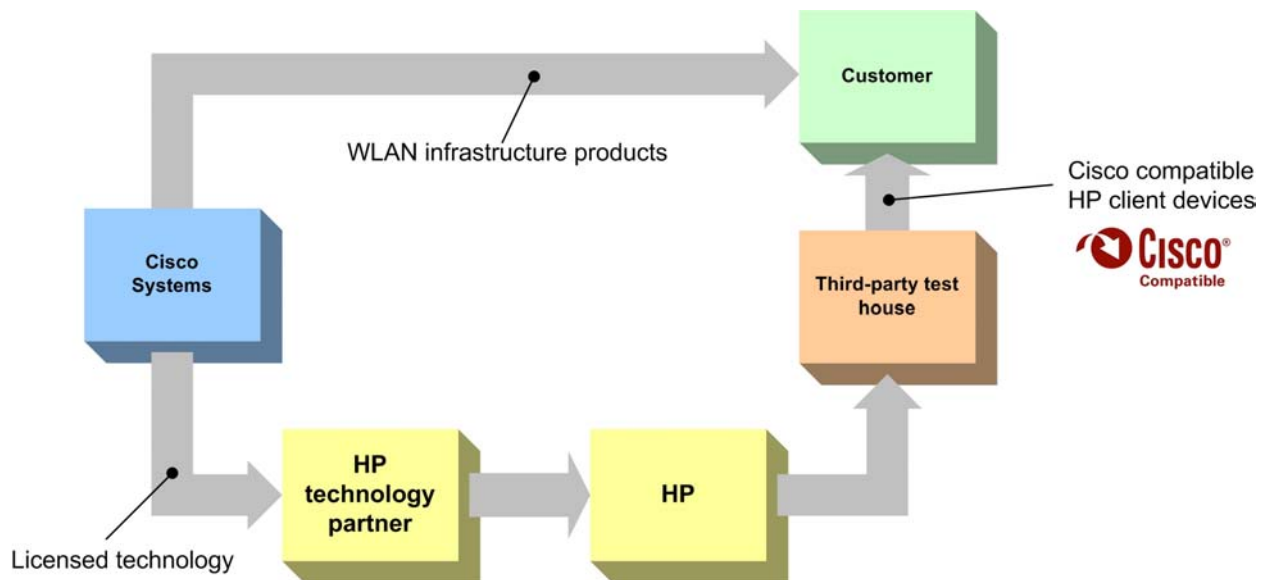 Customer
WLAN infrastructure products
Cisco compatible
HP client devices
CISCO®
Compatible
Cisco
Systems
Third-party test
house
HP
technology
partner
HP
Licensed technology